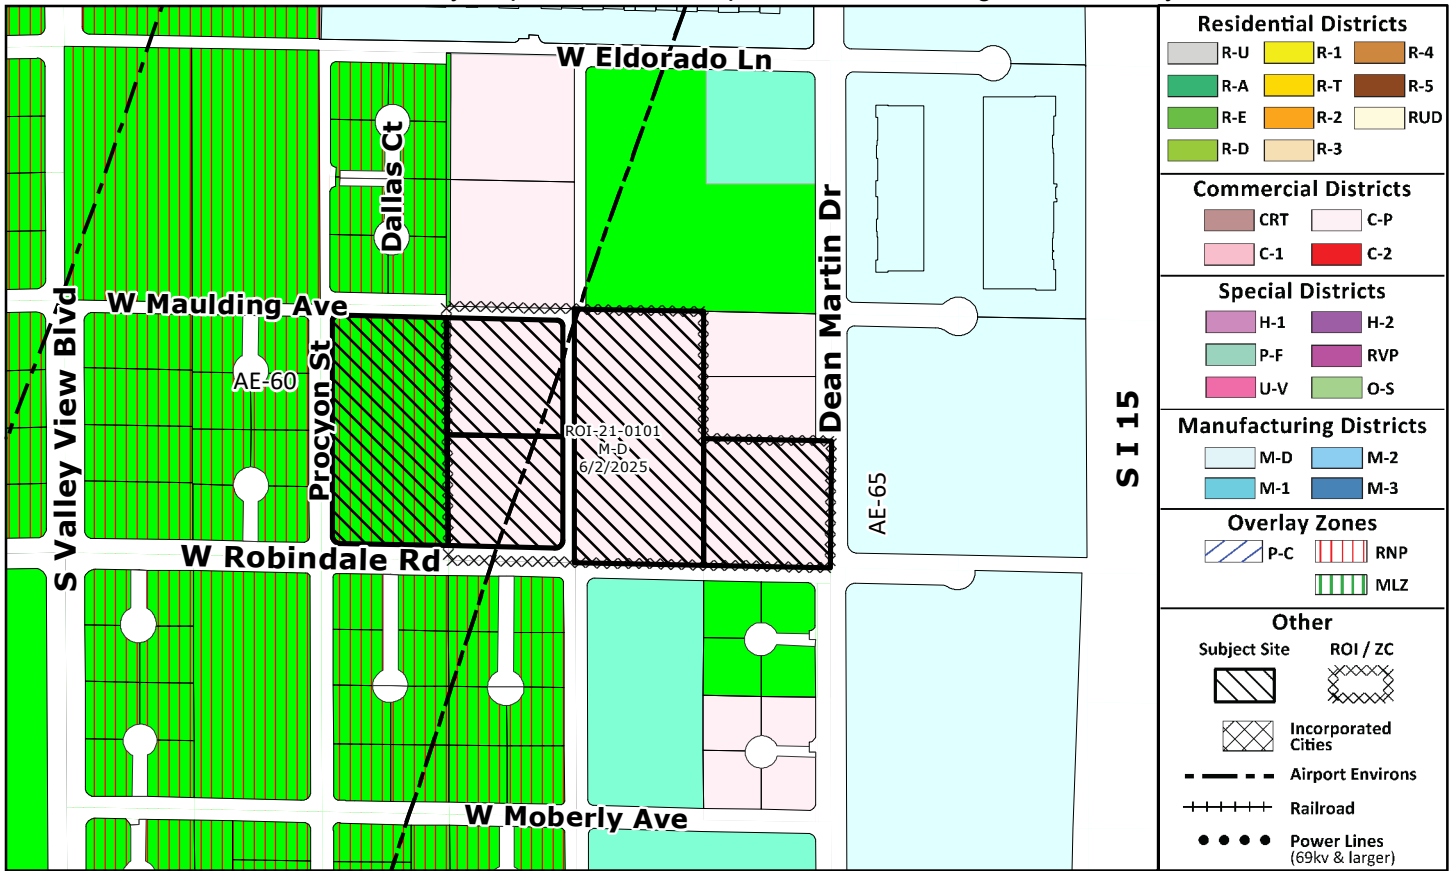 W Eldorado Ln
Dallas Ct
Dean Martin Dr
W Maulding Ave
S Valley View Blvd
Procyon St
AE-60
ROI-21-0101
M-D
6/2/2025
AE-65
S I 15
W Robindale Rd
W Moberly Ave
Residential Districts
R-U
R-1
R-4
R-A
R-T
R-5
R-E
R-2
RUD
R-D
R-3
Commercial Districts
CRT
C-P
C-1
C-2
Special Districts
H-1
H-2
P-F
RVP
U-V
O-S
Manufacturing Districts
M-D
M-2
M-1
M-3
Overlay Zones
P-C
RNP
MLZ
Other
Subject Site
ROI / ZC
Incorporated
Cities
Airport Environs
Railroad
Power Lines
(69kv & larger)